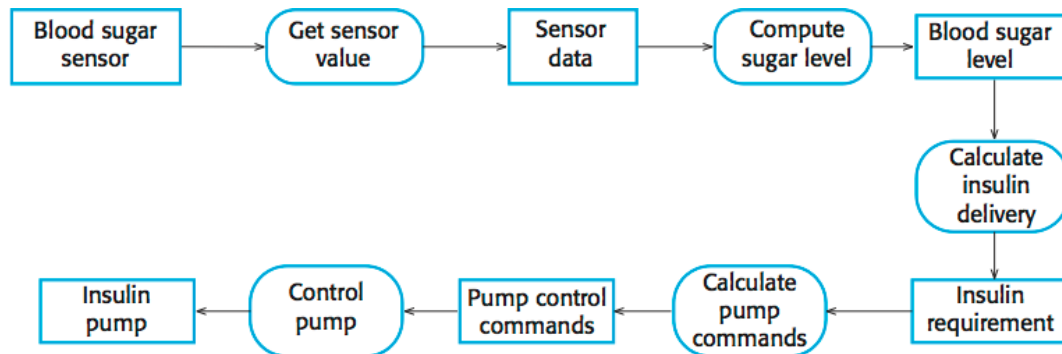 Blood sugar
sensor
Get sensor
value
Sensor
data
Compute
sugar level
Blood sugar
level
Calculate
insulin
delivery
Insulin
pump
Control
pump
Pump control
commands
Calculate
pump
commands
Insulin
requirement